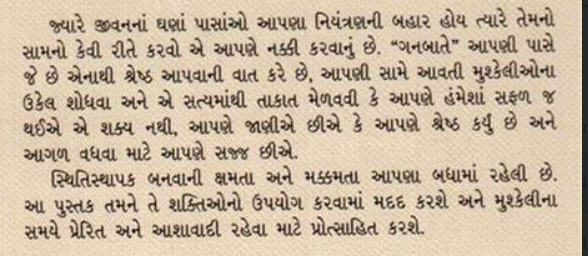 જ્યારે જીવનનાં ઘણાં પાસાંઓ આપણા નિયંત્રણની બહાર હોય ત્યારે તેમનો
સામનો કેવી રીતે કરવો એ આપણે નક્કી કરવાનું છે. “ગનબાતે” આપણી પાસે
જે છે એનાથી શ્રેષ્ઠ આપવાની વાત કરે છે, આપણી સામે આવતી મુશ્કેલીઓના
ઉકેલ શોધવા અને એ સત્યમાંથી તાકાત મેળવવી કે આપણે હંમેશાં સફળ જ
થઈએ એ શક્ય નથી, આપણે જાણીએ છીએ કે આપણે શ્રેષ્ઠ કર્યું છે અને
આગળ વધવા માટે આપણે સજ્જ છીએ.
સ્થિતિસ્થાપક બનવાની ક્ષમતા અને મક્કમતા આપણા બધામાં રહેલી છે.
આ પુસ્તક તમને તે શક્તિઓનો ઉપયોગ કરવામાં મદદ કરશે અને મુશ્કેલીના
સમયે પ્રેરિત અને આશાવાદી રહેવા માટે પ્રોત્સાહિત કરશે.